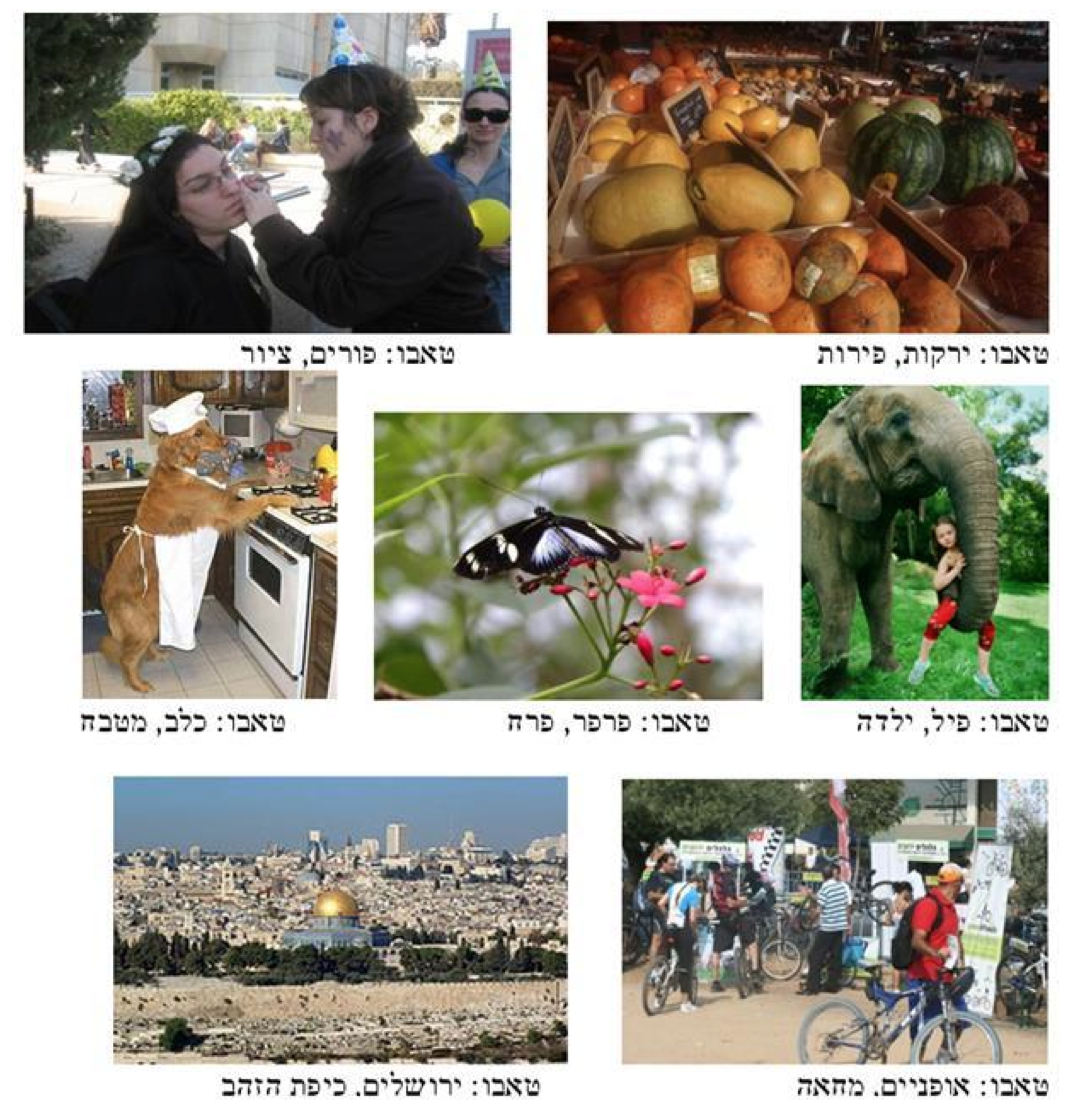 טאבו: ירקות, פירות
טאבו: פורים, ציור
טאבו: פיל, ילדה
טאבו: פרפר, פרח
טאבו: כלב, מטבח
טאבו: אופניים. מחאה
טאבו: ירושלים. כיפת הזהב